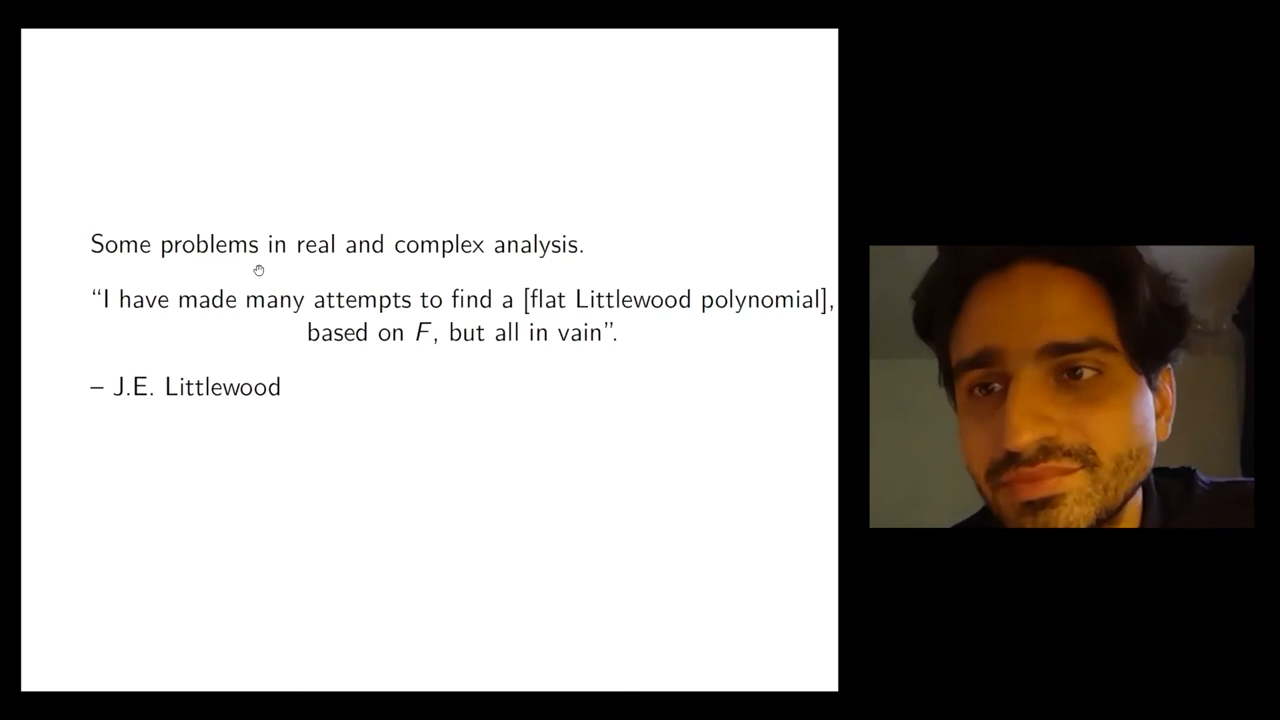 Some problems in real and complex analysis.
“I have made many attempts to find a [flat Littlewood polynomial],
based on F, but all in vain”.
– J.E. Littlewood